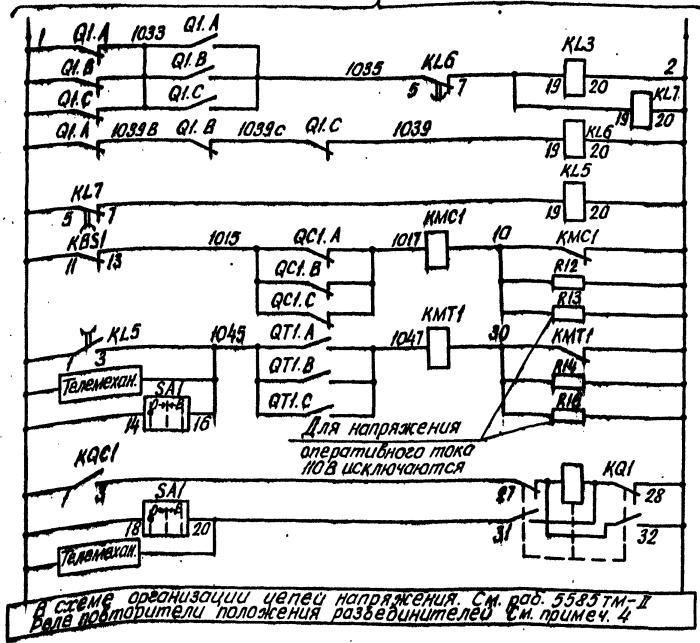 1 Q1.A 1033 Q1.A
Q1.B Q1.B 1035 KL6 KL3 2
5 7 19 20
Q1.C Q1.C KL7
19 20
Q1.A 1039B Q1.B 1039C Q1.C 1039 KL6
19 20
KL7 KL5
5 7 19 20
KBS1 1015 QC1.A 1017 KMC1 10 KMC1
11 13
QC1.B R12
QC1.C R13
KL5 1045 QT1.A 1047 KMT1 30 KMT1
1 3
Телемехан. QT1.B R14
SA1
О В
14 16 QT1.C R15
Для напряжения
оперативного тока
110В исключаются
KQC1
1 3 27 KQ1 28
SA1
О В
18 20 31 32
Телемехан.
В схеме организации цепей напряжения. См. раб. 5585тм-II
Реле повторители положения разъединителей См. примеч. 4